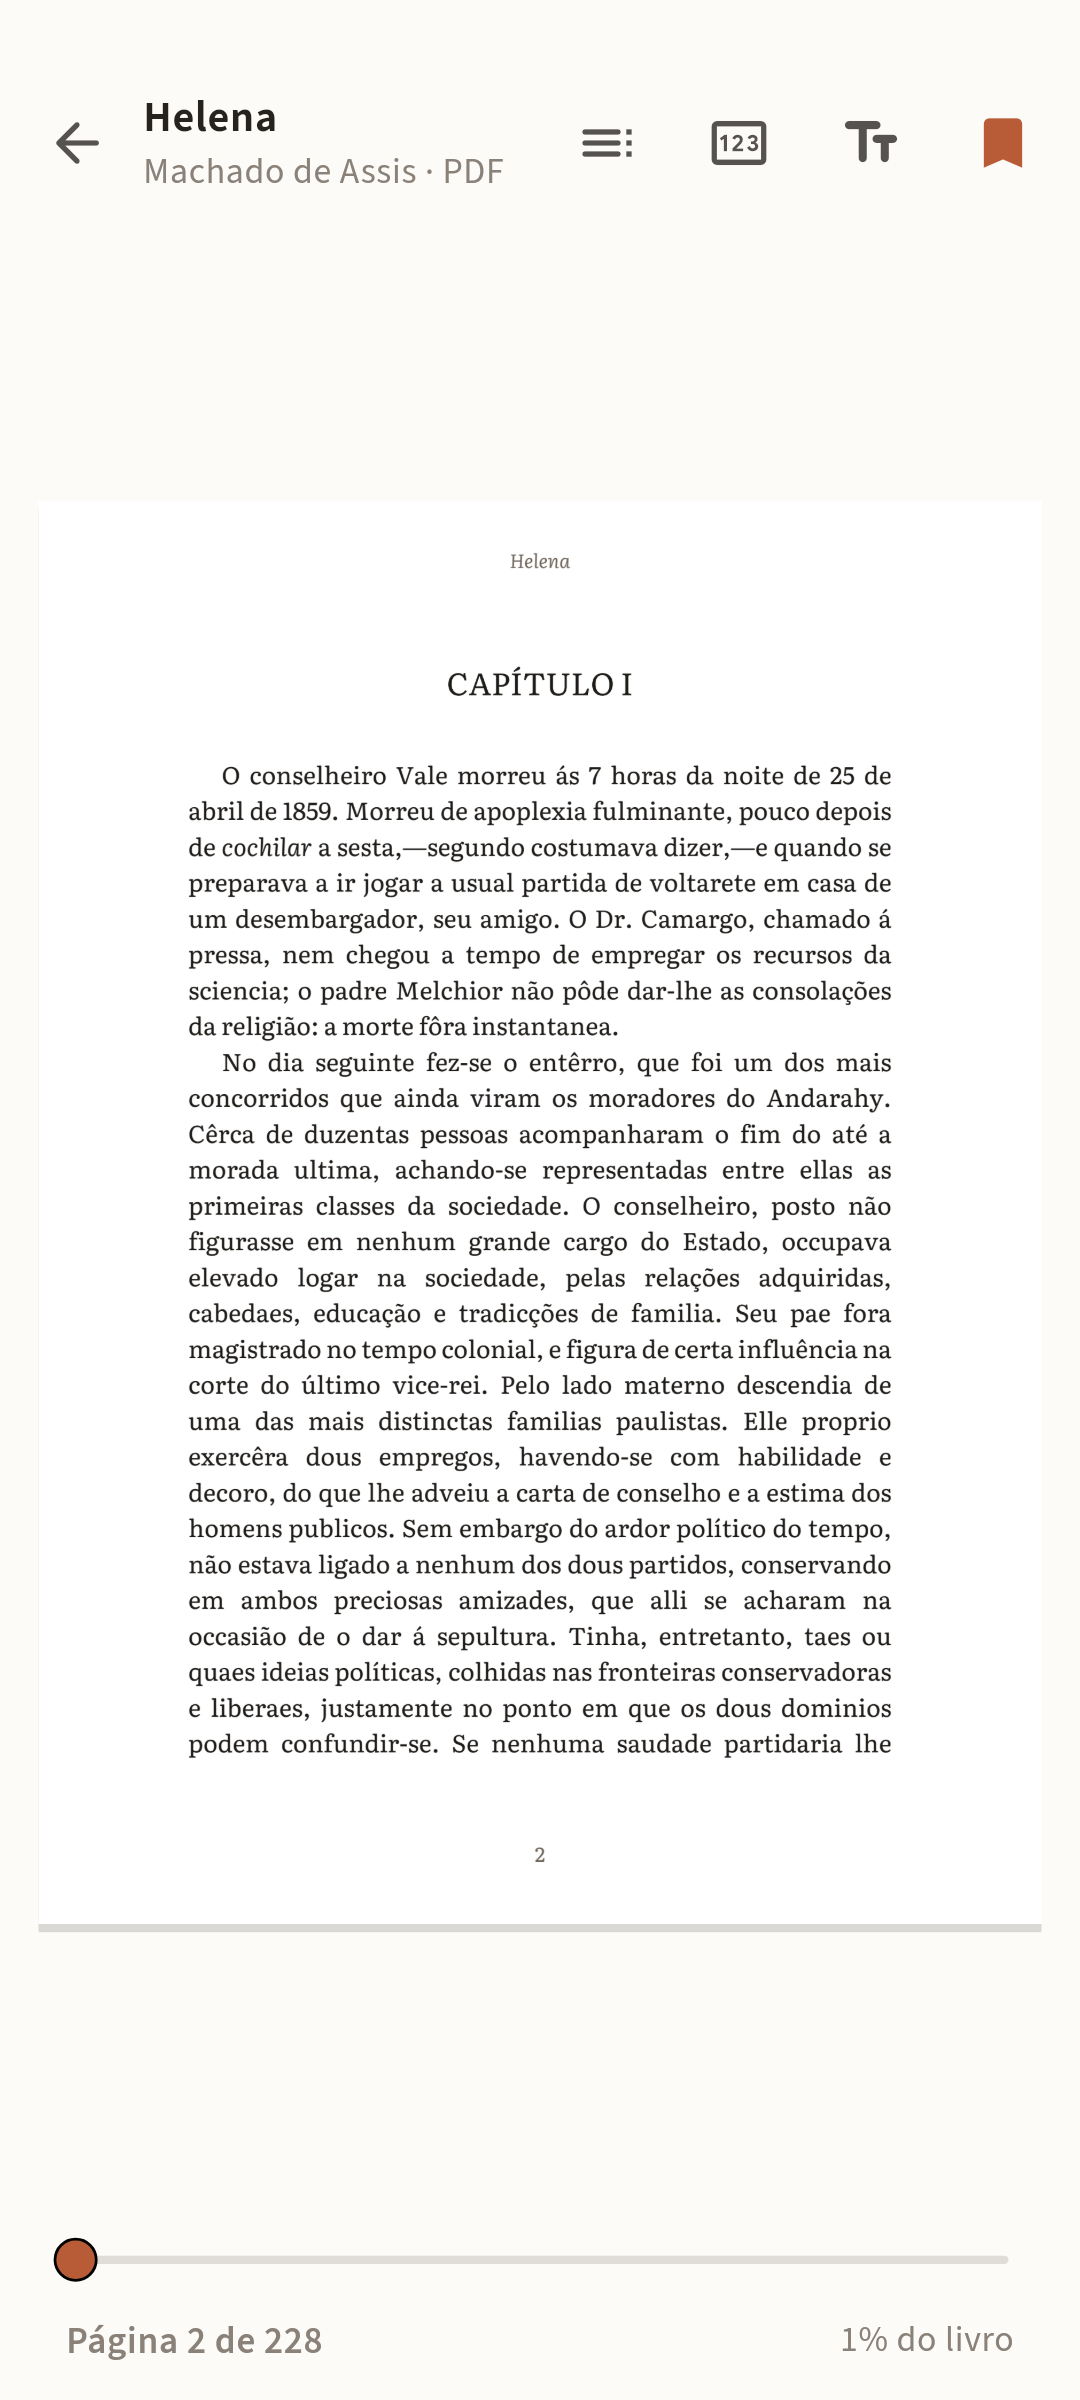 Helena
Machado de Assis · PDF
123
Helena
CAPÍTULO I
O conselheiro Vale morreu ás 7 horas da noite de 25 de
abril de 1859. Morreu de apoplexia fulminante, pouco depois
de cochilar a sesta,—segundo costumava dizer,—e quando se
preparava a ir jogar a usual partida de voltarete em casa de
um desembargador, seu amigo. O Dr. Camargo, chamado á
pressa, nem chegou a tempo de empregar os recursos da
sciencia; o padre Melchior não pôde dar-lhe as consolações
da religião: a morte fôra instantanea.
No dia seguinte fez-se o entêrro, que foi um dos mais
concorridos que ainda viram os moradores do Andarahy.
Cêrca de duzentas pessoas acompanharam o fim do até a
morada ultima, achando-se representadas entre ellas as
primeiras classes da sociedade. O conselheiro, posto não
figurasse em nenhum grande cargo do Estado, occupava
elevado logar na sociedade, pelas relações adquiridas,
cabedaes, educação e tradicções de familia. Seu pae fora
magistrado no tempo colonial, e figura de certa influência na
corte do último vice-rei. Pelo lado materno descendia de
uma das mais distinctas familias paulistas. Elle proprio
exercêra dous empregos, havendo-se com habilidade e
decoro, do que lhe adveiu a carta de conselho e a estima dos
homens publicos. Sem embargo do ardor político do tempo,
não estava ligado a nenhum dos dous partidos, conservando
em ambos preciosas amizades, que alli se acharam na
occasião de o dar á sepultura. Tinha, entretanto, taes ou
quaes ideias políticas, colhidas nas fronteiras conservadoras
e liberaes, justamente no ponto em que os dous dominios
podem confundir-se. Se nenhuma saudade partidaria lhe
2
Página 2 de 228
1% do livro